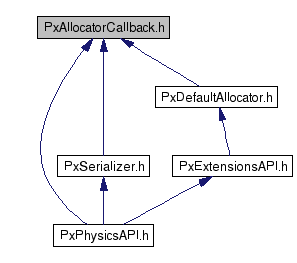 PxAllocatorCallback.h
PxDefaultAllocator.h
PxSerializer.h
PxExtensionsAPI.h
PxPhysicsAPI.h